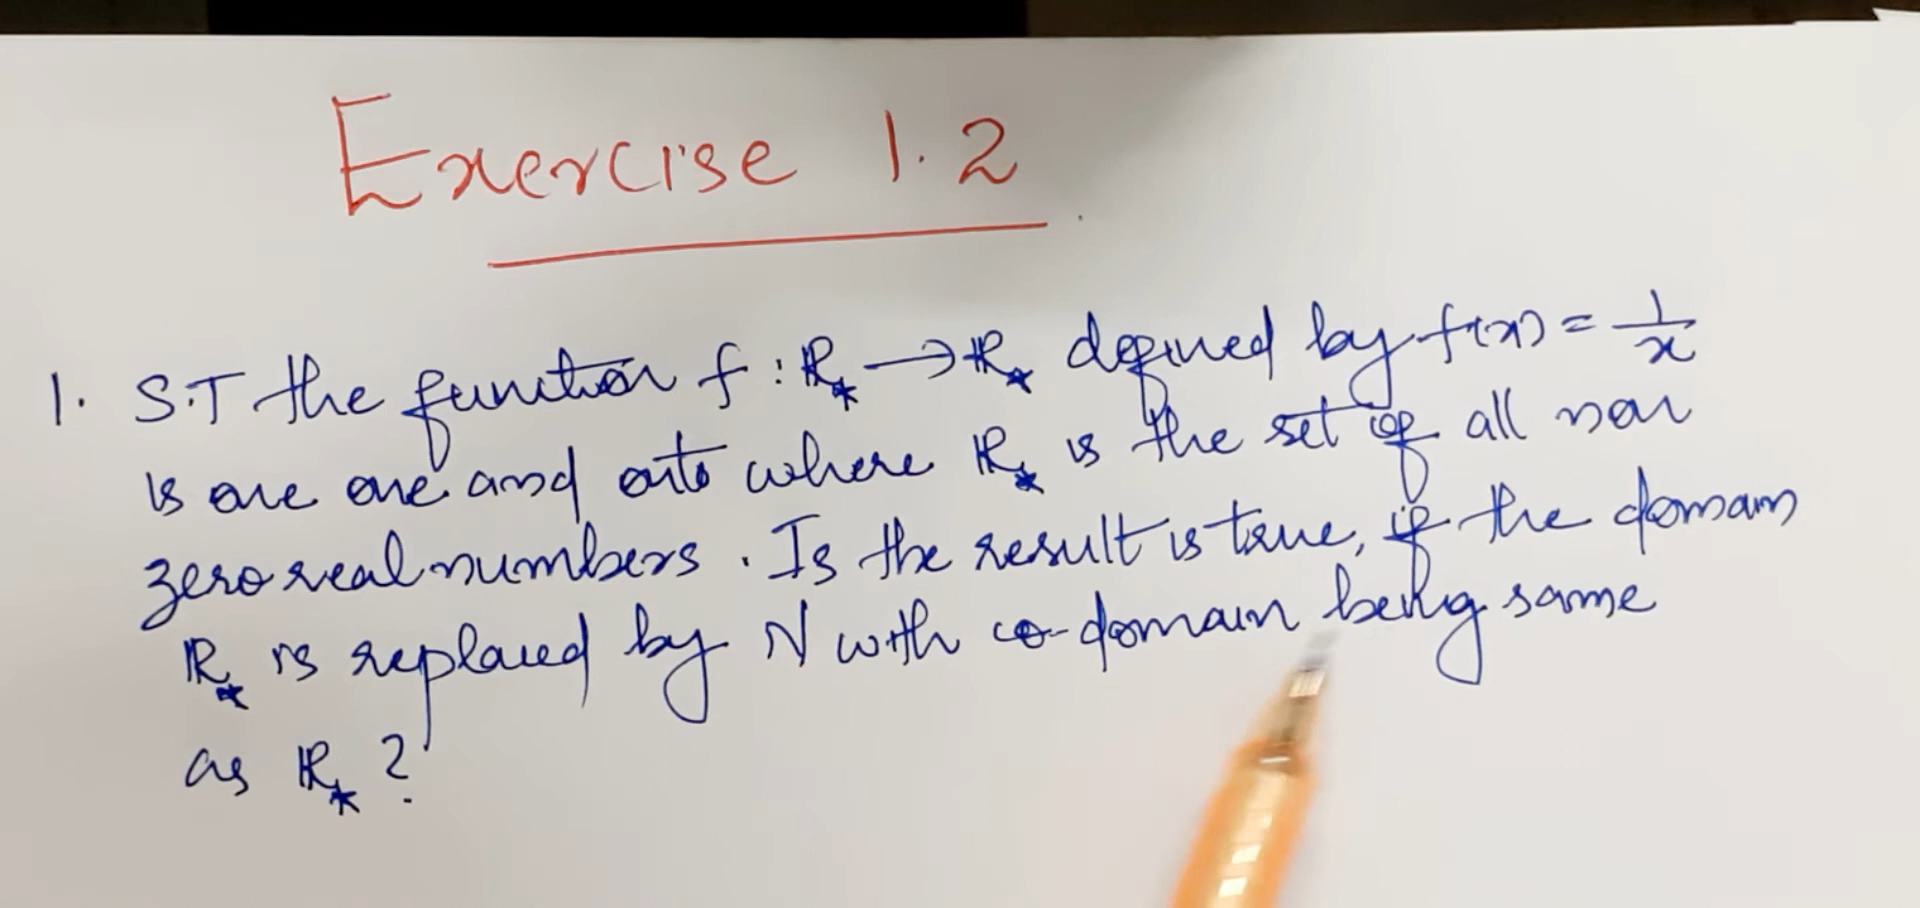 Exercise 1.2
1. S.T the function f : R* → R* defined by f(x) = 1/x
is one one and onto where R* is the set of all non
zero real numbers. Is the result is true, if the domain
R* is replaced by N with co-domain being same
as R* ?